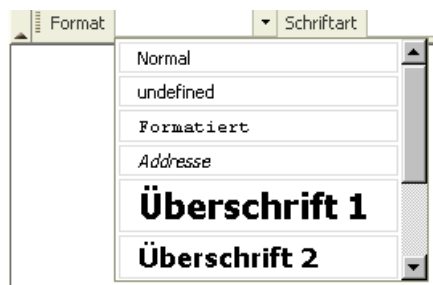 Format Schriftart
Normal
undefined
Formatiert
Addresse
Überschrift 1
Überschrift 2